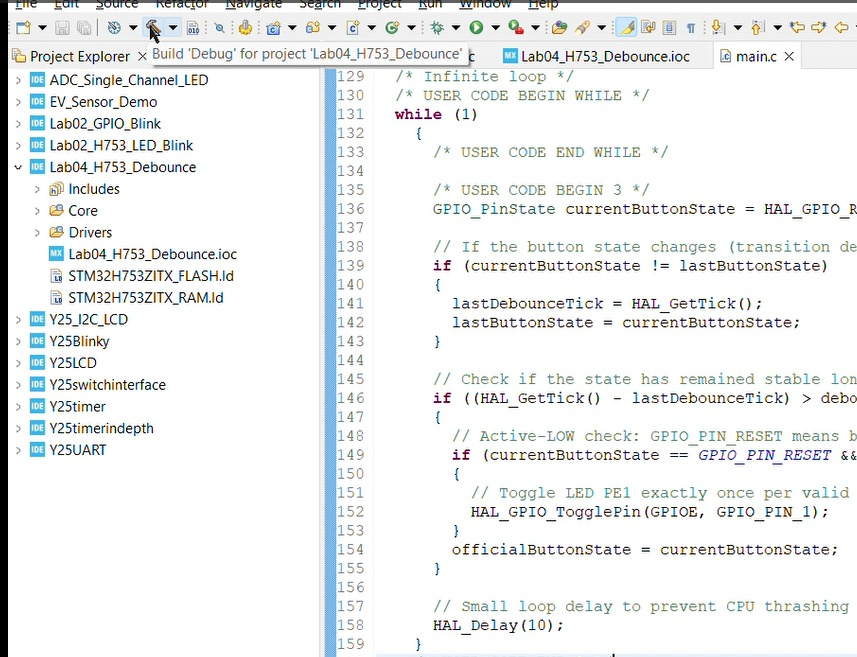 File Edit Source Refactor Navigate Search Project Run Window Help
Build 'Debug' for project 'Lab04_H753_Debounce'
Project Explorer
Lab04_H753_Debounce.ioc
main.c
ADC_Single_Channel_LED
EV_Sensor_Demo
Lab02_GPIO_Blink
Lab02_H753_LED_Blink
Lab04_H753_Debounce
Includes
Core
Drivers
Lab04_H753_Debounce.ioc
STM32H753ZITX_FLASH.ld
STM32H753ZITX_RAM.ld
Y25_I2C_LCD
Y25Blinky
Y25LCD
Y25switchinterface
Y25timer
Y25timerindepth
Y25UART
129 /* Infinite loop */
130 /* USER CODE BEGIN WHILE */
131 while (1)
132 {
133 /* USER CODE END WHILE */
134
135 /* USER CODE BEGIN 3 */
136 GPIO_PinState currentButtonState = HAL_GPIO_R
137
138 // If the button state changes (transition de
139 if (currentButtonState != lastButtonState)
140 {
141 lastDebounceTick = HAL_GetTick();
142 lastButtonState = currentButtonState;
143 }
144
145 // Check if the state has remained stable lon
146 if ((HAL_GetTick() - lastDebounceTick) > debo
147 {
148 // Active-LOW check: GPIO_PIN_RESET means b
149 if (currentButtonState == GPIO_PIN_RESET &&
150 {
151 // Toggle LED PE1 exactly once per valid
152 HAL_GPIO_TogglePin(GPIOE, GPIO_PIN_1);
153 }
154 officialButtonState = currentButtonState;
155 }
156
157 // Small loop delay to prevent CPU thrashing
158 HAL_Delay(10);
159 }